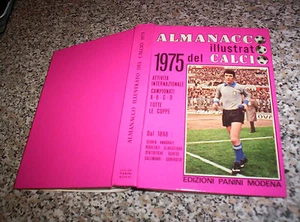 ALMANACCO ILLUSTRATO DEL CALCIO 1975
ALMANACCO
illustrato
1975 del CALCIO
ATTIVITÀ
INTERNAZIONALE
CAMPIONATI
A-B-C-D
TUTTE
LE COPPE
Dal 1898:
EDIZIONI PANINI MODENA